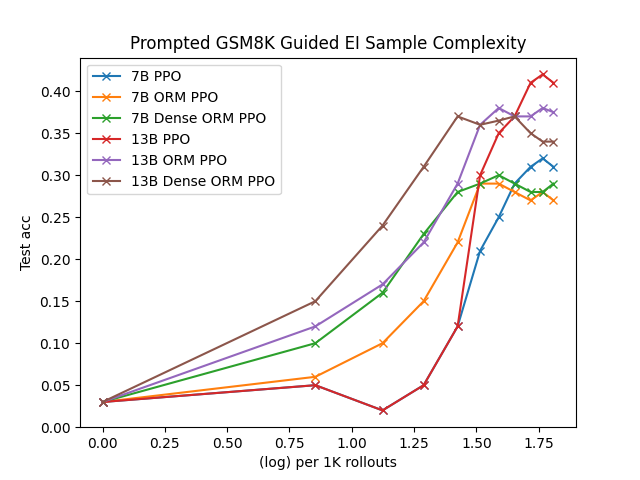 Prompted GSM8K Guided EI Sample Complexity
7B PPO
7B ORM PPO
7B Dense ORM PPO
13B PPO
13B ORM PPO
13B Dense ORM PPO
Test acc
0.40
0.35
0.30
0.25
0.20
0.15
0.10
0.05
0.00
0.00 0.25 0.50 0.75 1.00 1.25 1.50 1.75
(log) per 1K rollouts